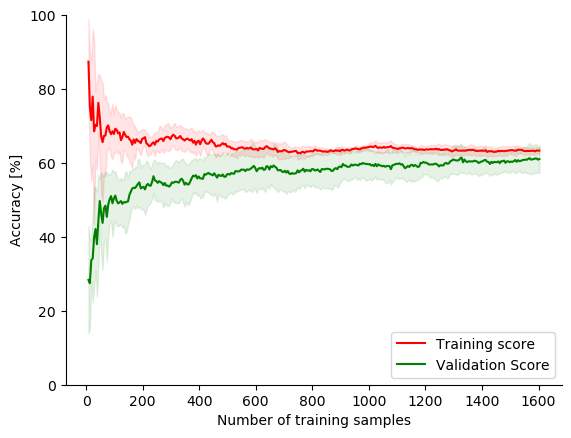 100
80
60
40
20
0
Accuracy [%]
0 200 400 600 800 1000 1200 1400 1600
Number of training samples
Training score
Validation Score